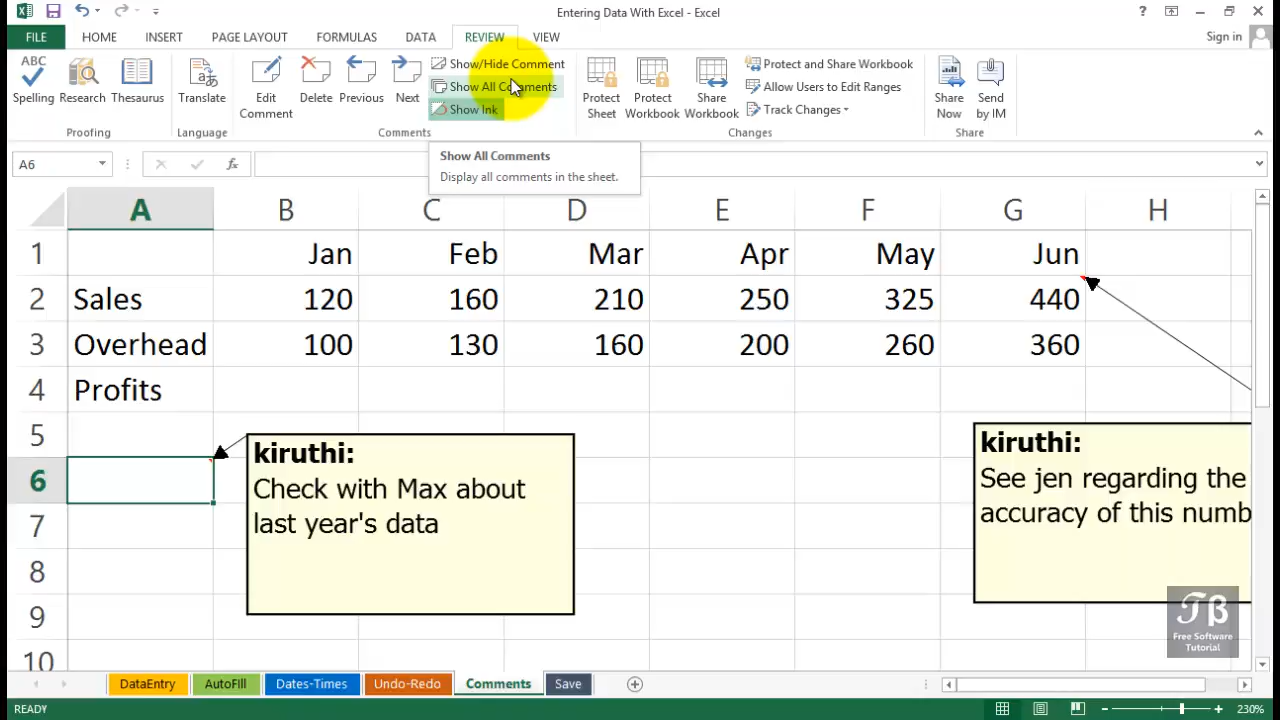 Entering Data With Excel - Excel
FILE HOME INSERT PAGE LAYOUT FORMULAS DATA REVIEW VIEW Sign in
ABC
Spelling Research Thesaurus
Proofing
Translate
Language
Edit Comment
Delete Previous Next
Show/Hide Comment
Show All Comments
Show Ink
Comments
Protect Sheet
Protect Workbook
Share Workbook
Protect and Share Workbook
Allow Users to Edit Ranges
Track Changes
Changes
Share Now
Send by IM
Share
A6 fx
Show All Comments
Display all comments in the sheet.
A B C D E F G H
1 Jan Feb Mar Apr May Jun
2 Sales 120 160 210 250 325 440
3 Overhead 100 130 160 200 260 360
4 Profits
5
6
7
8
9
10
kiruthi:
Check with Max about
last year's data
kiruthi:
See jen regarding the
accuracy of this numb
Tβ
Free Software
Tutorial
DataEntry AutoFill Dates-Times Undo-Redo Comments Save
READY 230%